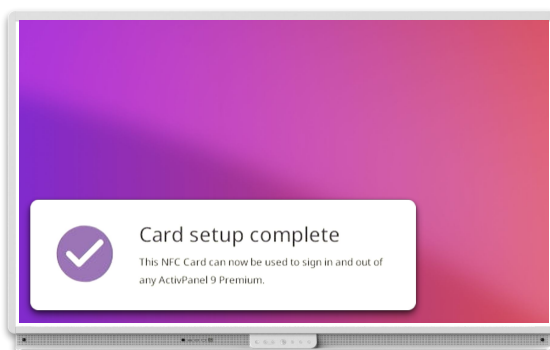 Card setup complete
This NFC Card can now be used to sign in and out of
any ActivPanel 9 Premium.